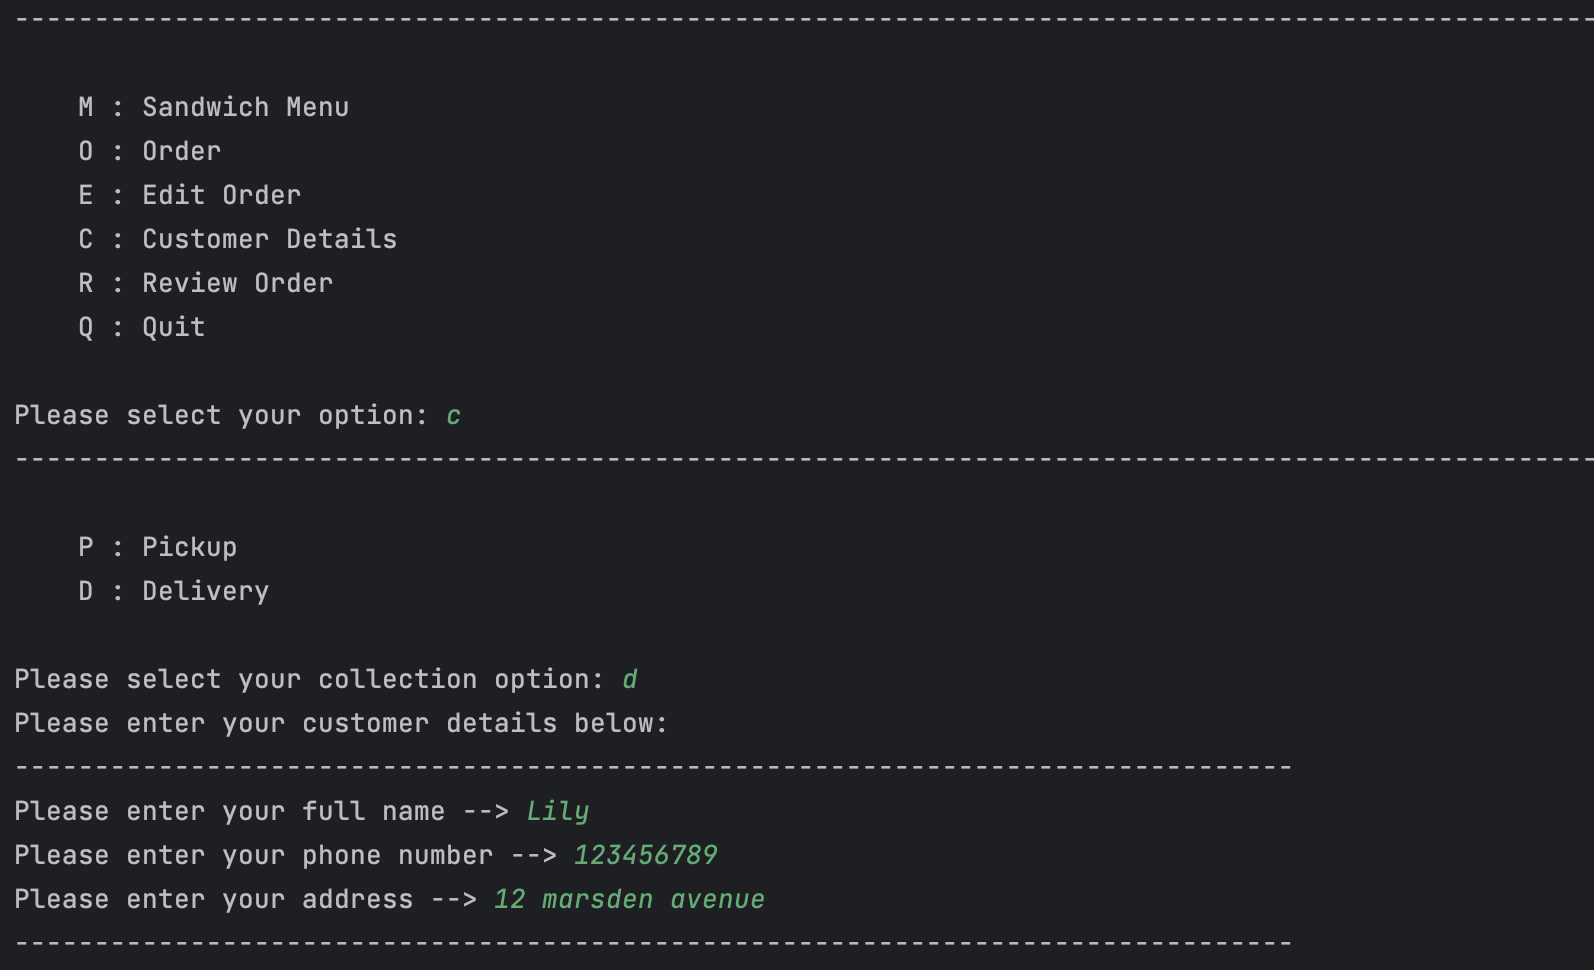 ---------------------------------------------------------------------------------------------------
M : Sandwich Menu
O : Order
E : Edit Order
C : Customer Details
R : Review Order
Q : Quit
Please select your option: c
---------------------------------------------------------------------------------------------------
P : Pickup
D : Delivery
Please select your collection option: d
Please enter your customer details below:
--------------------------------------------------------------------------------
Please enter your full name --> Lily
Please enter your phone number --> 123456789
Please enter your address --> 12 marsden avenue
--------------------------------------------------------------------------------